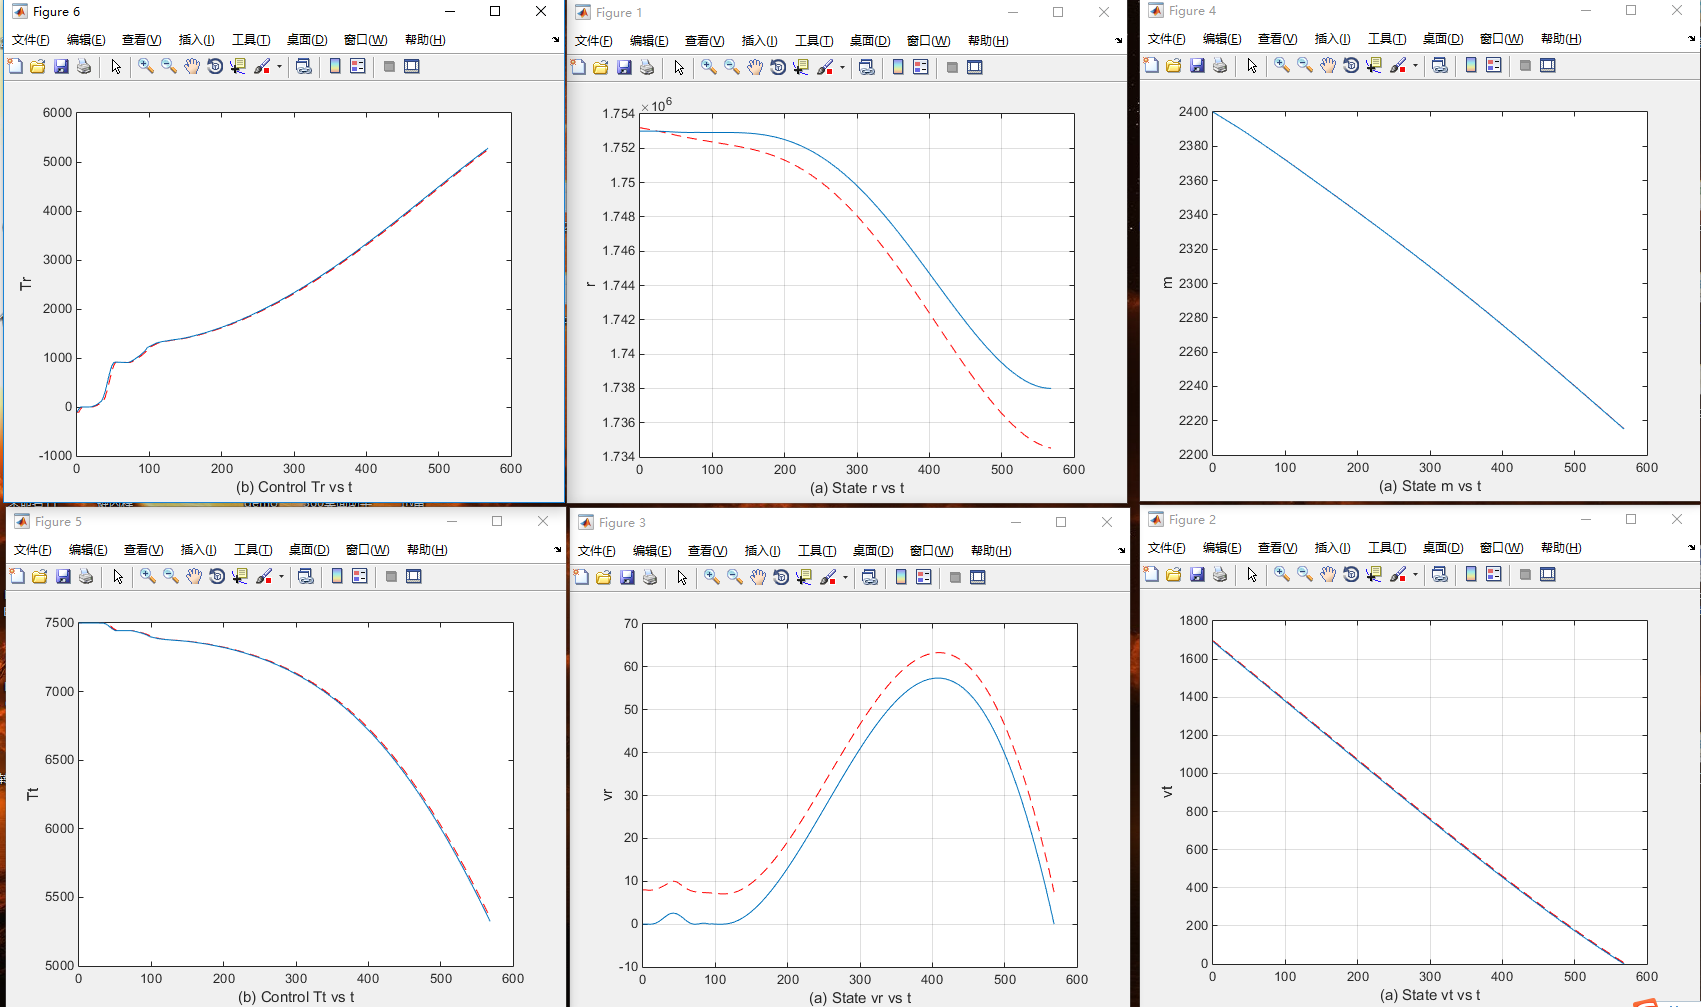 Figure 6
文件(F) 编辑(E) 查看(V) 插入(I) 工具(T) 桌面(D) 窗口(W) 帮助(H)
6000
5000
4000
3000
2000
1000
0
-1000
Tr
0 100 200 300 400 500 600
(b) Control Tr vs t
Figure 1
文件(F) 编辑(E) 查看(V) 插入(I) 工具(T) 桌面(D) 窗口(W) 帮助(H)
×10^6
1.754
1.752
1.75
1.748
1.746
1.744
1.742
1.74
1.738
1.736
1.734
r
0 100 200 300 400 500 600
(a) State r vs t
Figure 4
文件(F) 编辑(E) 查看(V) 插入(I) 工具(T) 桌面(D) 窗口(W) 帮助(H)
2400
2380
2360
2340
2320
2300
2280
2260
2240
2220
2200
m
0 100 200 300 400 500 600
(a) State m vs t
Figure 5
文件(F) 编辑(E) 查看(V) 插入(I) 工具(T) 桌面(D) 窗口(W) 帮助(H)
7500
7000
6500
6000
5500
5000
Tt
0 100 200 300 400 500 600
(b) Control Tt vs t
Figure 3
文件(F) 编辑(E) 查看(V) 插入(I) 工具(T) 桌面(D) 窗口(W) 帮助(H)
70
60
50
40
30
20
10
0
-10
vr
0 100 200 300 400 500 600
(a) State vr vs t
Figure 2
文件(F) 编辑(E) 查看(V) 插入(I) 工具(T) 桌面(D) 窗口(W) 帮助(H)
1800
1600
1400
1200
1000
800
600
400
200
0
vt
0 100 200 300 400 500 600
(a) State vt vs t